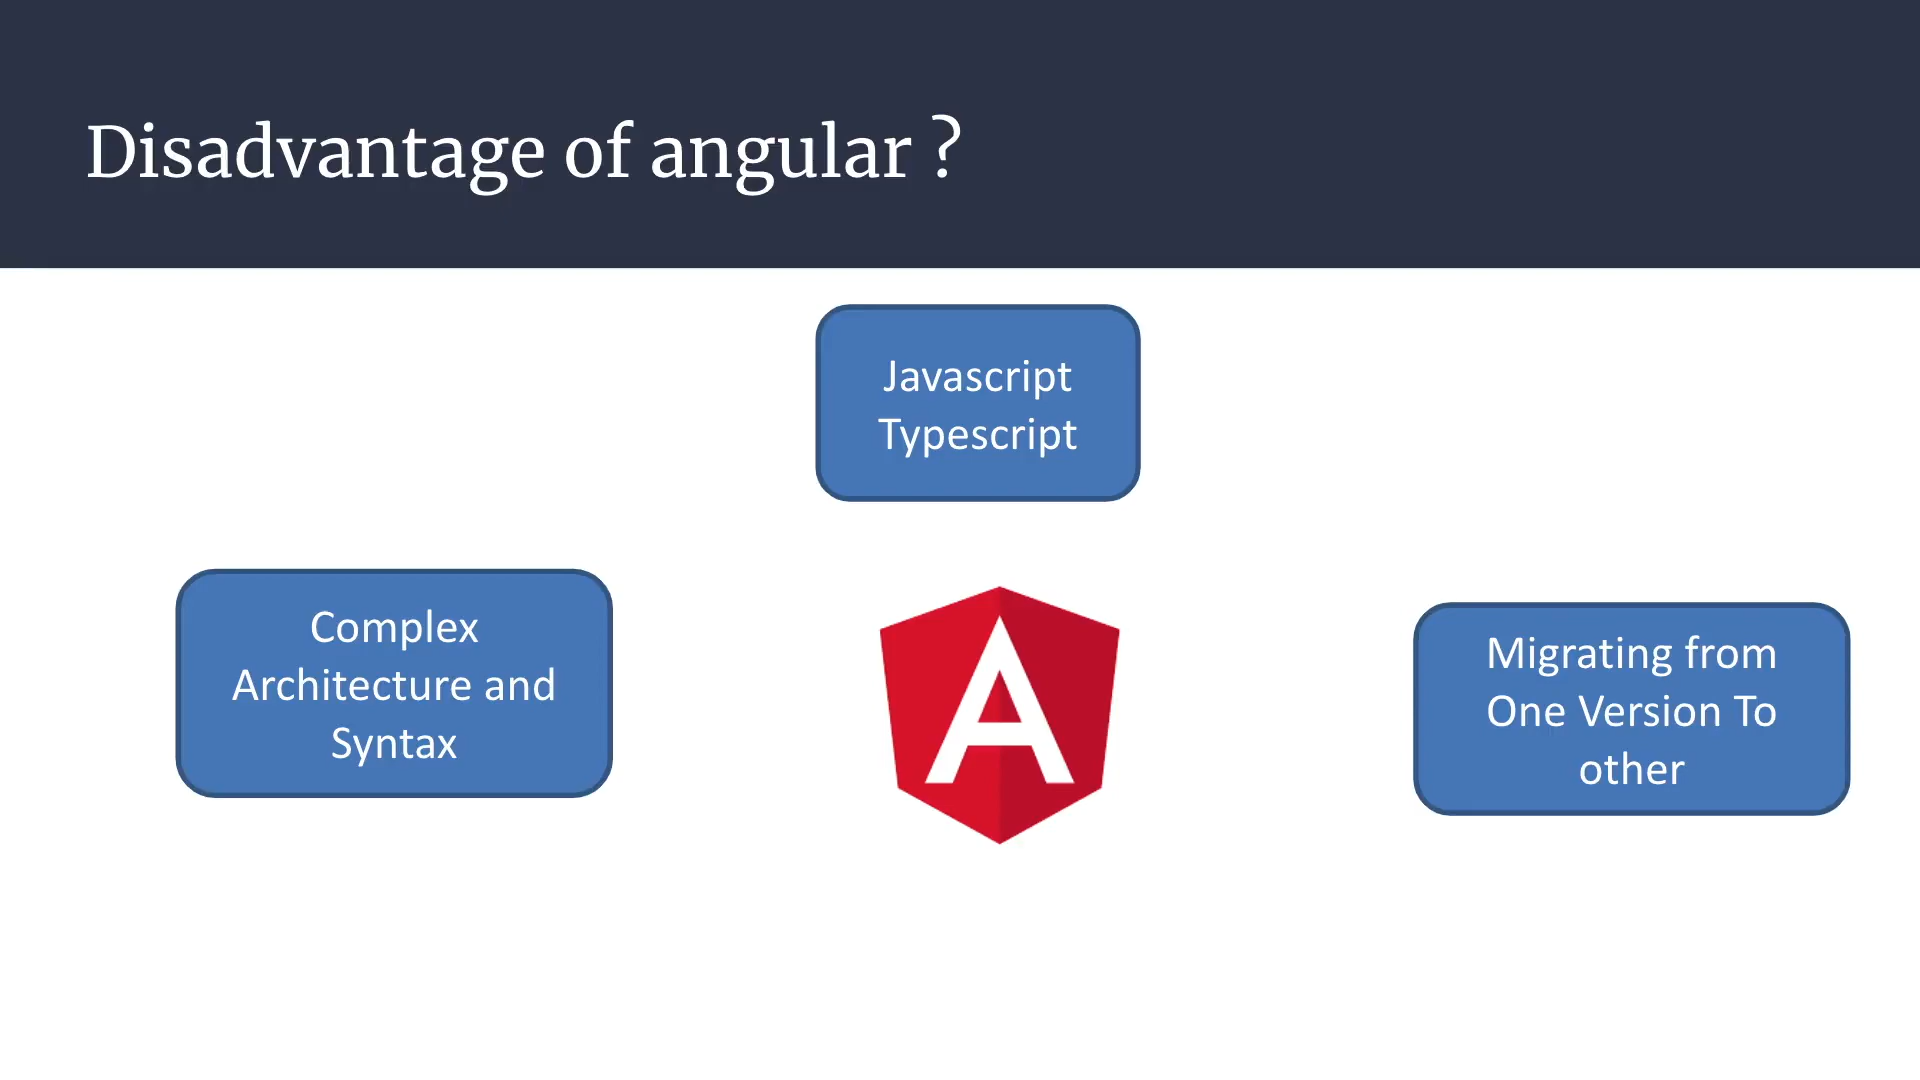 Disadvantage of angular ?
Javascript
Typescript
Complex
Architecture and
Syntax
A
Migrating from
One Version To
other